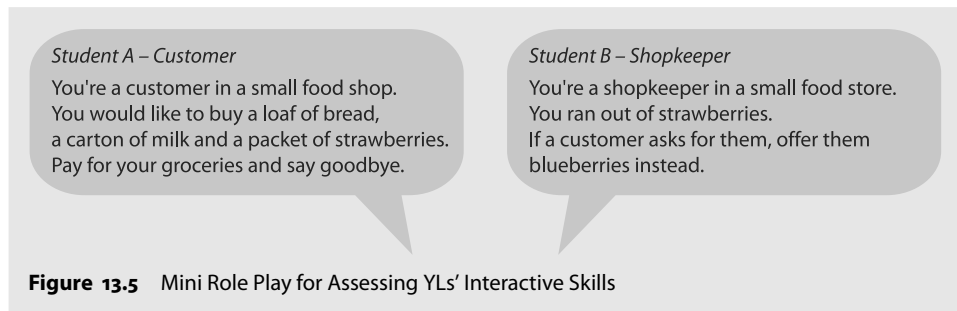 Student A – Customer
You're a customer in a small food shop.
You would like to buy a loaf of bread,
a carton of milk and a packet of strawberries.
Pay for your groceries and say goodbye.
Student B – Shopkeeper
You're a shopkeeper in a small food store.
You ran out of strawberries.
If a customer asks for them, offer them
blueberries instead.
Figure 13.5 Mini Role Play for Assessing YLs' Interactive Skills